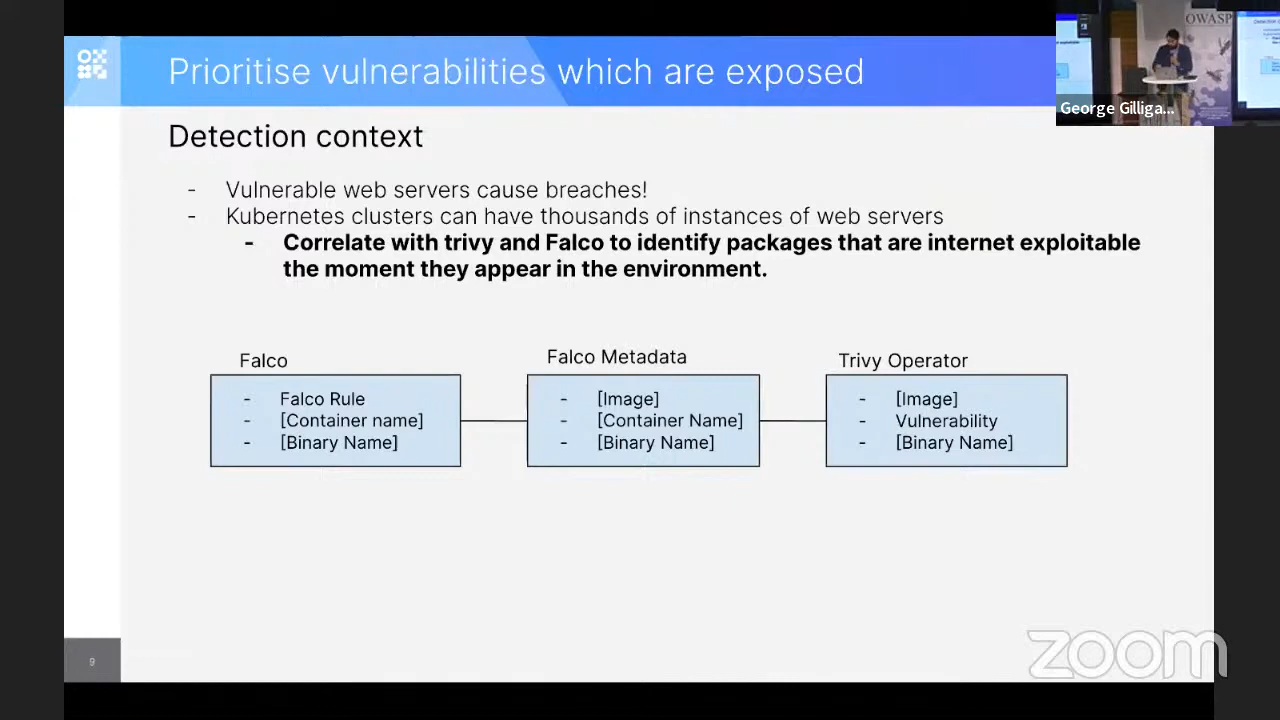 Prioritise vulnerabilities which are exposed
OWASP
George Gilliga...
Detection context
- Vulnerable web servers cause breaches!
- Kubernetes clusters can have thousands of instances of web servers
- Correlate with trivy and Falco to identify packages that are internet exploitable
the moment they appear in the environment.
Falco
- Falco Rule
- [Container name]
- [Binary Name]
Falco Metadata
- [Image]
- [Container Name]
- [Binary Name]
Trivy Operator
- [Image]
- Vulnerability
- [Binary Name]
9
zoom